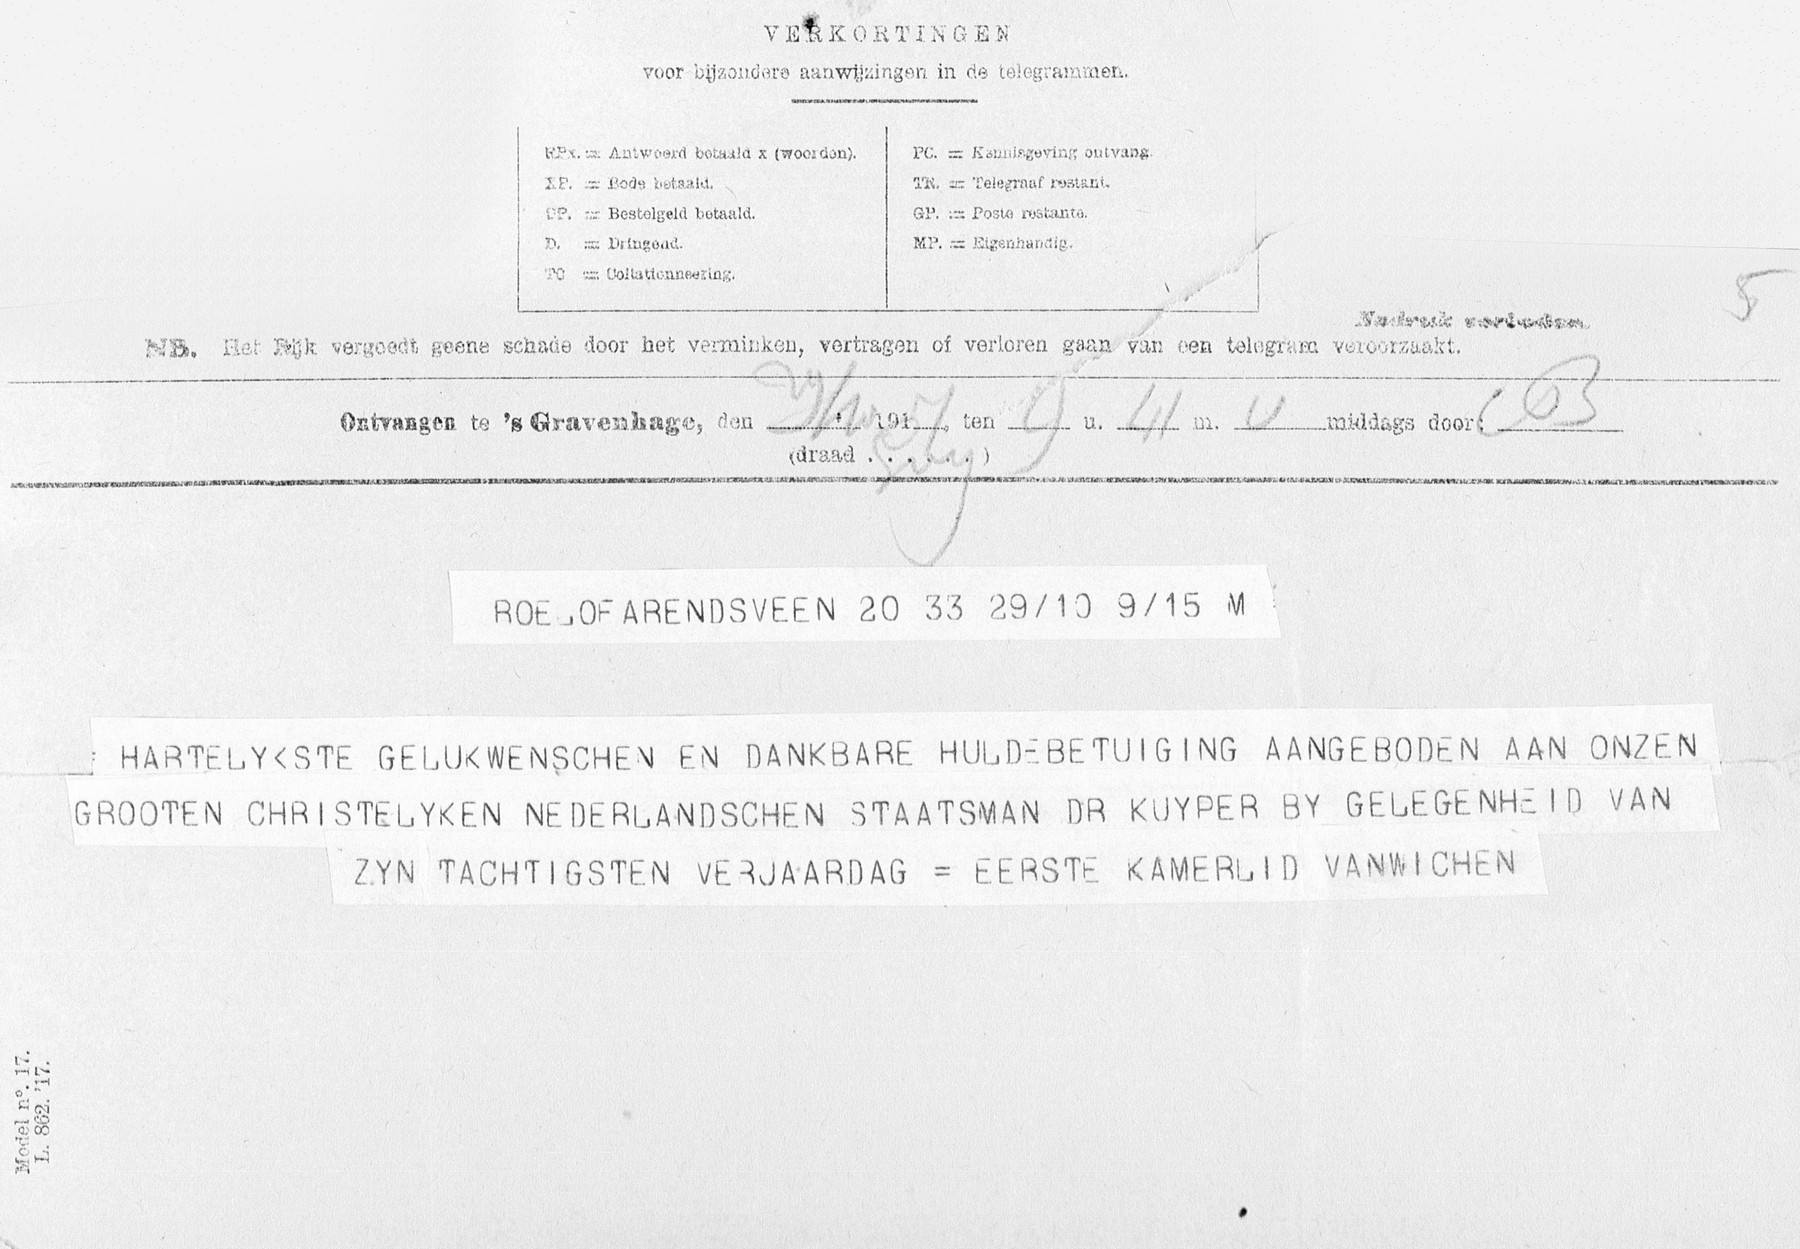 VERKORTINGEN
voor bijzondere aanwijzingen in de telegrammen.
RPx. = Antwoord betaald x (woorden).
XP. = Bode betaald.
= Bestelgeld betaald.
D. = Dringend.
TC = Collationneering.
PC. = Kennisgeving ontvang.
TR. = Telegraaf restant.
GP. = Poste restante.
MP. = Eigenhandig.
Nadruk verboden.
NB. Het Rijk vergoedt geene schade door het verminken, vertragen of verloren gaan van een telegram veroorzaakt.
Ontvangen te 's Gravenhage, den 191 , ten 9 u. 41 m. middags door:
(draad . . . . . . )
ROELOFARENDSVEEN 20 33 29/10 9/15 M
= HARTELYKSTE GELUKWENSCHEN EN DANKBARE HULDEBETUIGING AANGEBODEN AAN ONZEN
GROOTEN CHRISTELYKEN NEDERLANDSCHEN STAATSMAN DR KUYPER BY GELEGENHEID VAN
ZYN TACHTIGSTEN VERJAARDAG = EERSTE KAMERLID VANWICHEN
Model nº. 17.
L. 862. '17.